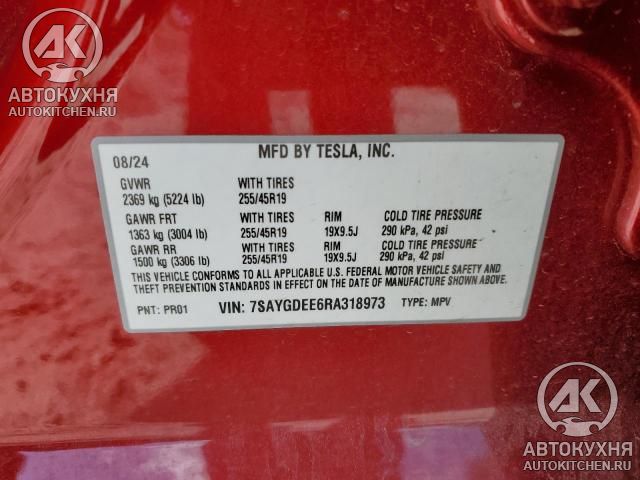 AK
АВТОКУХНЯ
AUTOKITCHEN.RU
MFD BY TESLA, INC.
08/24
GVWR WITH TIRES
2369 kg (5224 lb) 255/45R19
GAWR FRT WITH TIRES RIM COLD TIRE PRESSURE
1363 kg (3004 lb) 255/45R19 19X9.5J 290 kPa, 42 psi
GAWR RR WITH TIRES RIM COLD TIRE PRESSURE
1500 kg (3306 lb) 255/45R19 19X9.5J 290 kPa, 42 psi
THIS VEHICLE CONFORMS TO ALL APPLICABLE U.S. FEDERAL MOTOR VEHICLE SAFETY AND
THEFT PREVENTION STANDARDS IN EFFECT ON THE DATE OF MANUFACTURE SHOWN ABOVE.
PNT: PR01 VIN: 7SAYGDEE6RA318973 TYPE: MPV
AK
АВТОКУХНЯ
AUTOKITCHEN.RU